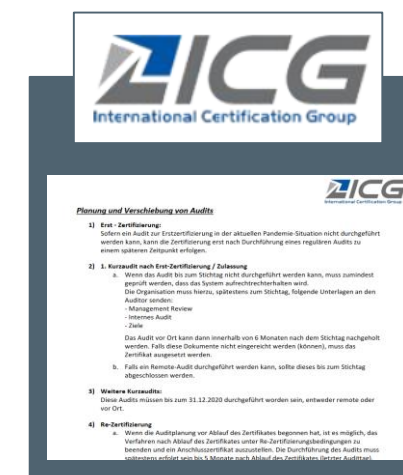 ZICG
International Certification Group
ZICG
International Certification Group
Planung und Verschiebung von Audits
1) Erst - Zertifizierung:
Sofern ein Audit zur Erstzertifizierung in der aktuellen Pandemie-Situation nicht durchgeführt
werden kann, kann die Zertifizierung erst nach Durchführung eines regulären Audits zu
einem späteren Zeitpunkt erfolgen.
2) 1. Kurzaudit nach Erst-Zertifizierung / Zulassung
a. Wenn das Audit bis zum Stichtag nicht durchgeführt werden kann, muss zumindest
geprüft werden, dass das System aufrechtrechterhalten wird.
Die Organisation muss hierzu, spätestens zum Stichtag, folgende Unterlagen an den
Auditor senden:
- Management Review
- Internes Audit
- Ziele
Das Audit vor Ort kann dann innerhalb von 6 Monaten nach dem Stichtag nachgeholt
werden. Falls diese Dokumente nicht eingereicht werden (können), muss das
Zertifikat ausgesetzt werden.
b. Falls ein Remote-Audit durchgeführt werden kann, sollte dieses bis zum Stichtag
abgeschlossen werden.
3) Weitere Kurzaudits:
Diese Audits müssen bis zum 31.12.2020 durchgeführt worden sein, entweder remote oder
vor Ort.
4) Re-Zertifizierung
a. Wenn die Auditplanung vor Ablauf des Zertifikates begonnen hat, ist es möglich, das
Verfahren nach Ablauf des Zertifikates unter Re-Zertifizierungsbedingungen zu
beenden und ein Anschlusszertifikat auszustellen. Die Durchführung des Audits muss
spätestens erfolgt sein bis 5 Monate nach Ablauf des Zertifikates (letzter Audittag).